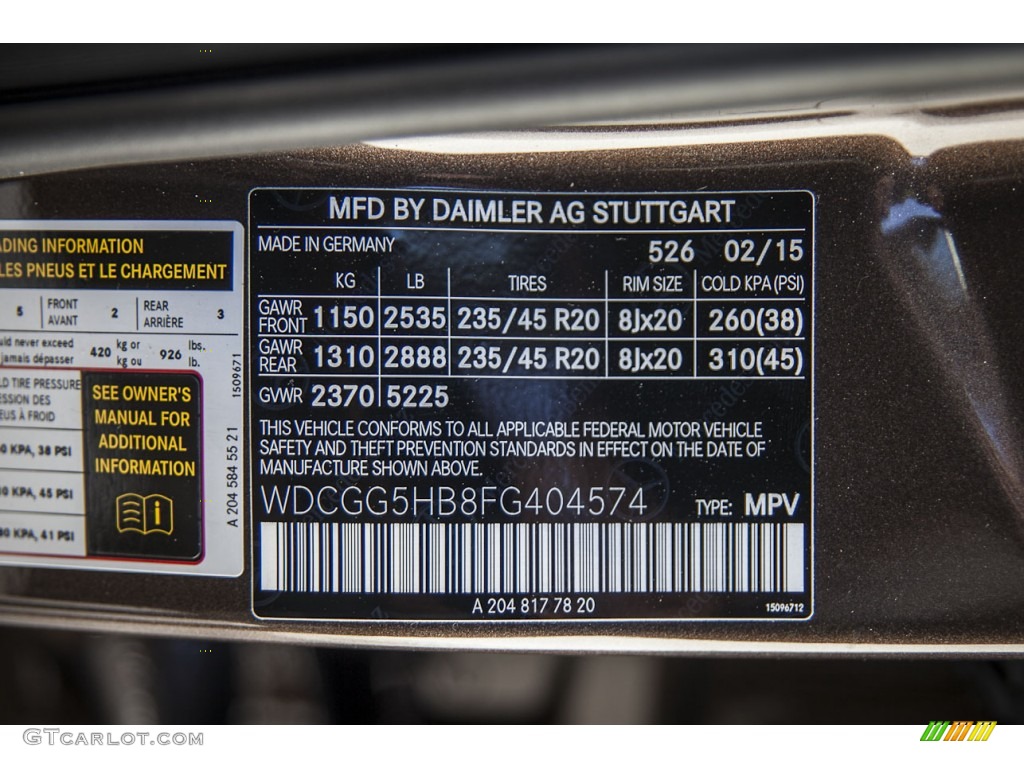 ADING INFORMATION
LES PNEUS ET LE CHARGEMENT
5 FRONT AVANT 2 REAR ARRIÈRE 3
never exceed
jamais dépasser
420 kg or kg ou 926 lbs. lb.
TIRE PRESSURE
DES
À FROID
KPA, 38 PSI
KPA, 45 PSI
KPA, 41 PSI
SEE OWNER'S
MANUAL FOR
ADDITIONAL
INFORMATION
i
A 204 584 55 21
1509671
MFD BY DAIMLER AG STUTTGART
MADE IN GERMANY 526 02/15
KG LB TIRES RIM SIZE COLD KPA (PSI)
GAWR FRONT 1150 2535 235/45 R20 8Jx20 260(38)
GAWR REAR 1310 2888 235/45 R20 8Jx20 310(45)
GVWR 2370 5225
THIS VEHICLE CONFORMS TO ALL APPLICABLE FEDERAL MOTOR VEHICLE
SAFETY AND THEFT PREVENTION STANDARDS IN EFFECT ON THE DATE OF
MANUFACTURE SHOWN ABOVE.
WDCGG5HB8FG404574 TYPE: MPV
A 204 817 78 20
15096712
GTCARLOT.COM